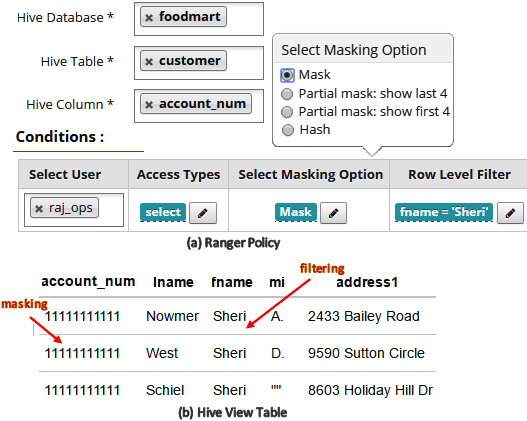 Hive Database * × foodmart
Hive Table * × customer
Hive Column * × account_num
Select Masking Option
Mask
Partial mask: show last 4
Partial mask: show first 4
Hash
Conditions :
Select User Access Types Select Masking Option Row Level Filter
× raj_ops select Mask fname = 'Sheri'
(a) Ranger Policy
filtering
account_num lname fname mi address1
masking
11111111111 Nowmer Sheri A. 2433 Bailey Road
11111111111 West Sheri D. 9590 Sutton Circle
11111111111 Schiel Sheri "" 8603 Holiday Hill Dr
(b) Hive View Table